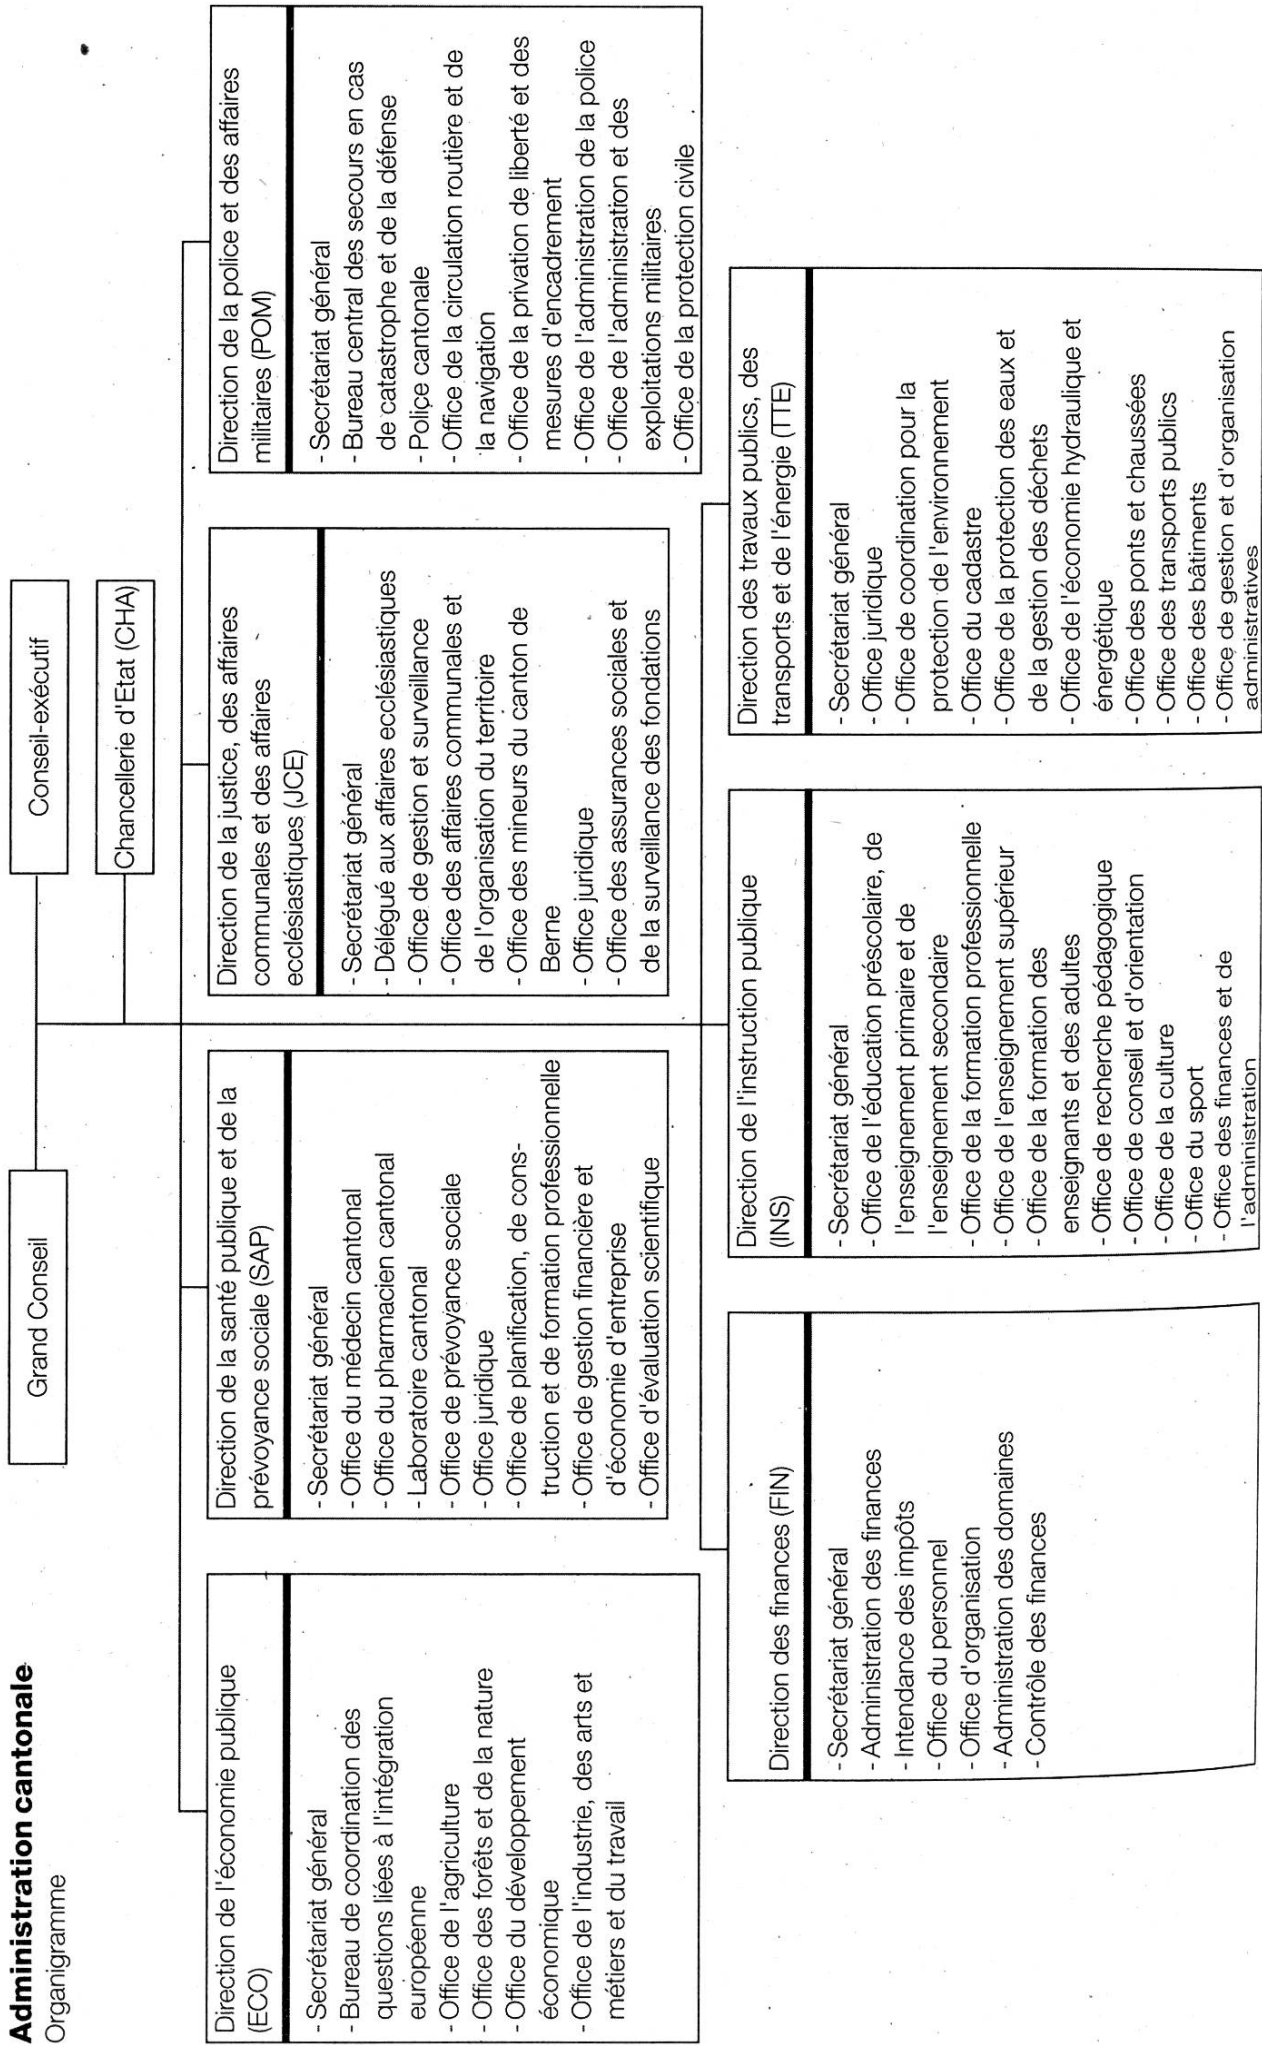 Administration cantonale
Organigramme
Grand Conseil
Conseil-exécutif
Chancellerie d'Etat (CHA)
Direction de l'économie publique
(ECO)
- Secrétariat général
- Bureau de coordination des
questions liées à l'intégration
européenne
- Office de l'agriculture
- Office des forêts et de la nature
- Office du développement
économique
- Office de l'industrie, des arts et
métiers et du travail
Direction de la santé publique et de la
prévoyance sociale (SAP)
- Secrétariat général
- Office du médecin cantonal
- Office du pharmacien cantonal
- Laboratoire cantonal
- Office de prévoyance sociale
- Office juridique
- Office de planification, de cons-
truction et de formation professionnelle
- Office de gestion financière et
d'économie d'entreprise
- Office d'évaluation scientifique
Direction de la justice, des affaires
communales et des affaires
ecclésiastiques (JCE)
- Secrétariat général
- Délégué aux affaires ecclésiastiques
- Office de gestion et surveillance
- Office des affaires communales et
de l'organisation du territoire
- Office des mineurs du canton de
Berne
- Office juridique
- Office des assurances sociales et
de la surveillance des fondations
Direction de la police et des affaires
militaires (POM)
- Secrétariat général
- Bureau central des secours en cas
de catastrophe et de la défense
- Police cantonale
- Office de la circulation routière et de
la navigation
- Office de la privation de liberté et des
mesures d'encadrement
- Office de l'administration de la police
- Office de l'administration et des
exploitations militaires
- Office de la protection civile
Direction des finances (FIN)
- Secrétariat général
- Administration des finances
- Intendance des impôts
- Office du personnel
- Office d'organisation
- Administration des domaines
- Contrôle des finances
Direction de l'instruction publique
(INS)
- Secrétariat général
- Office de l'éducation préscolaire, de
l'enseignement primaire et de
l'enseignement secondaire
- Office de la formation professionnelle
- Office de l'enseignement supérieur
- Office de la formation des
enseignants et des adultes
- Office de recherche pédagogique
- Office de conseil et d'orientation
- Office de la culture
- Office du sport
- Office des finances et de
l'administration
Direction des travaux publics, des
transports et de l'énergie (TTE)
- Secrétariat général
- Office juridique
- Office de coordination pour la
protection de l'environnement
- Office du cadastre
- Office de la protection des eaux et
de la gestion des déchets
- Office de l'économie hydraulique et
énergétique
- Office des ponts et chaussées
- Office des transports publics
- Office des bâtiments
- Office de gestion et d'organisation
administratives